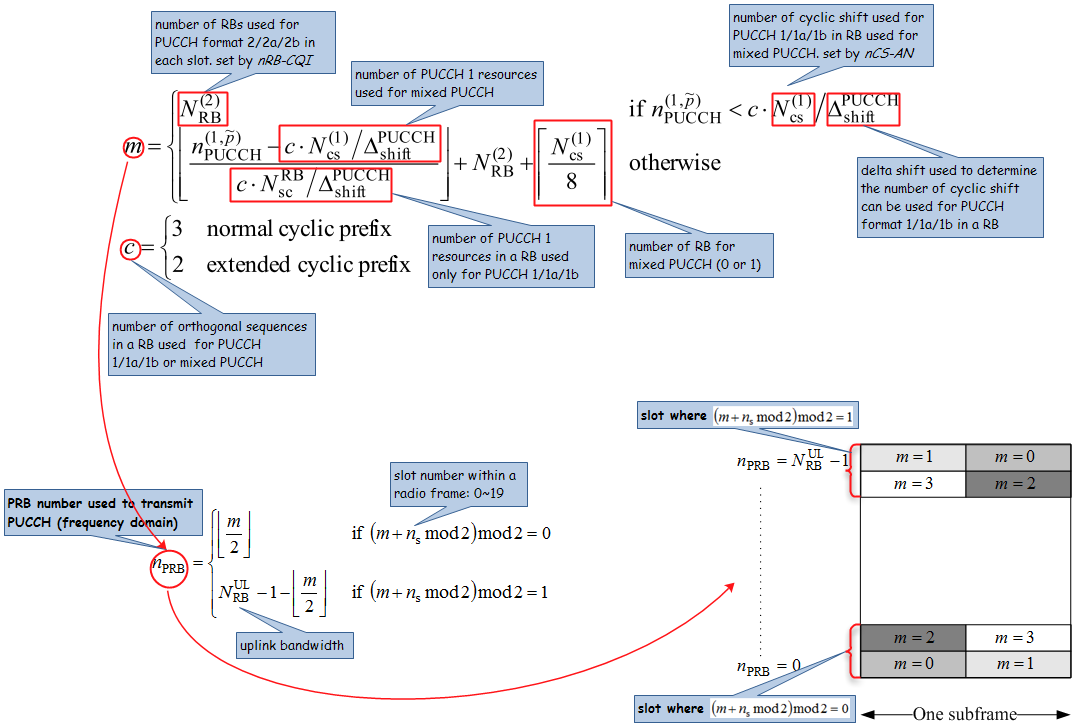 number of RBs used for
PUCCH format 2/2a/2b in
each slot. set by nRB-CQI
number of PUCCH 1 resources
used for mixed PUCCH
number of cyclic shift used for
PUCCH 1/1a/1b in RB used for
mixed PUCCH. set by nCS-AN
m = { N_RB^(2) if n_PUCCH^(1,p̃) < c · N_cs^(1) / Δ_shift^PUCCH
⌊ (n_PUCCH^(1,p̃) − c · N_cs^(1) / Δ_shift^PUCCH) / (c · N_sc^RB / Δ_shift^PUCCH) ⌋ + N_RB^(2) + ⌈ N_cs^(1) / 8 ⌉ otherwise
delta shift used to determine
the number of cyclic shift
can be used for PUCCH
format 1/1a/1b in a RB
c = { 3 normal cyclic prefix
2 extended cyclic prefix
number of PUCCH 1
resources in a RB used
only for PUCCH 1/1a/1b
number of RB for
mixed PUCCH (0 or 1)
number of orthogonal sequences
in a RB used for PUCCH
1/1a/1b or mixed PUCCH
PRB number used to transmit
PUCCH (frequency domain)
slot number within a
radio frame: 0~19
n_PRB = { ⌊ m / 2 ⌋ if (m + n_s mod 2) mod 2 = 0
N_RB^UL − 1 − ⌊ m / 2 ⌋ if (m + n_s mod 2) mod 2 = 1
uplink bandwidth
slot where (m + n_s mod 2) mod 2 = 1
n_PRB = N_RB^UL − 1
m = 1 m = 0
m = 3 m = 2
m = 2 m = 3
m = 0 m = 1
n_PRB = 0
slot where (m + n_s mod 2) mod 2 = 0
One subframe